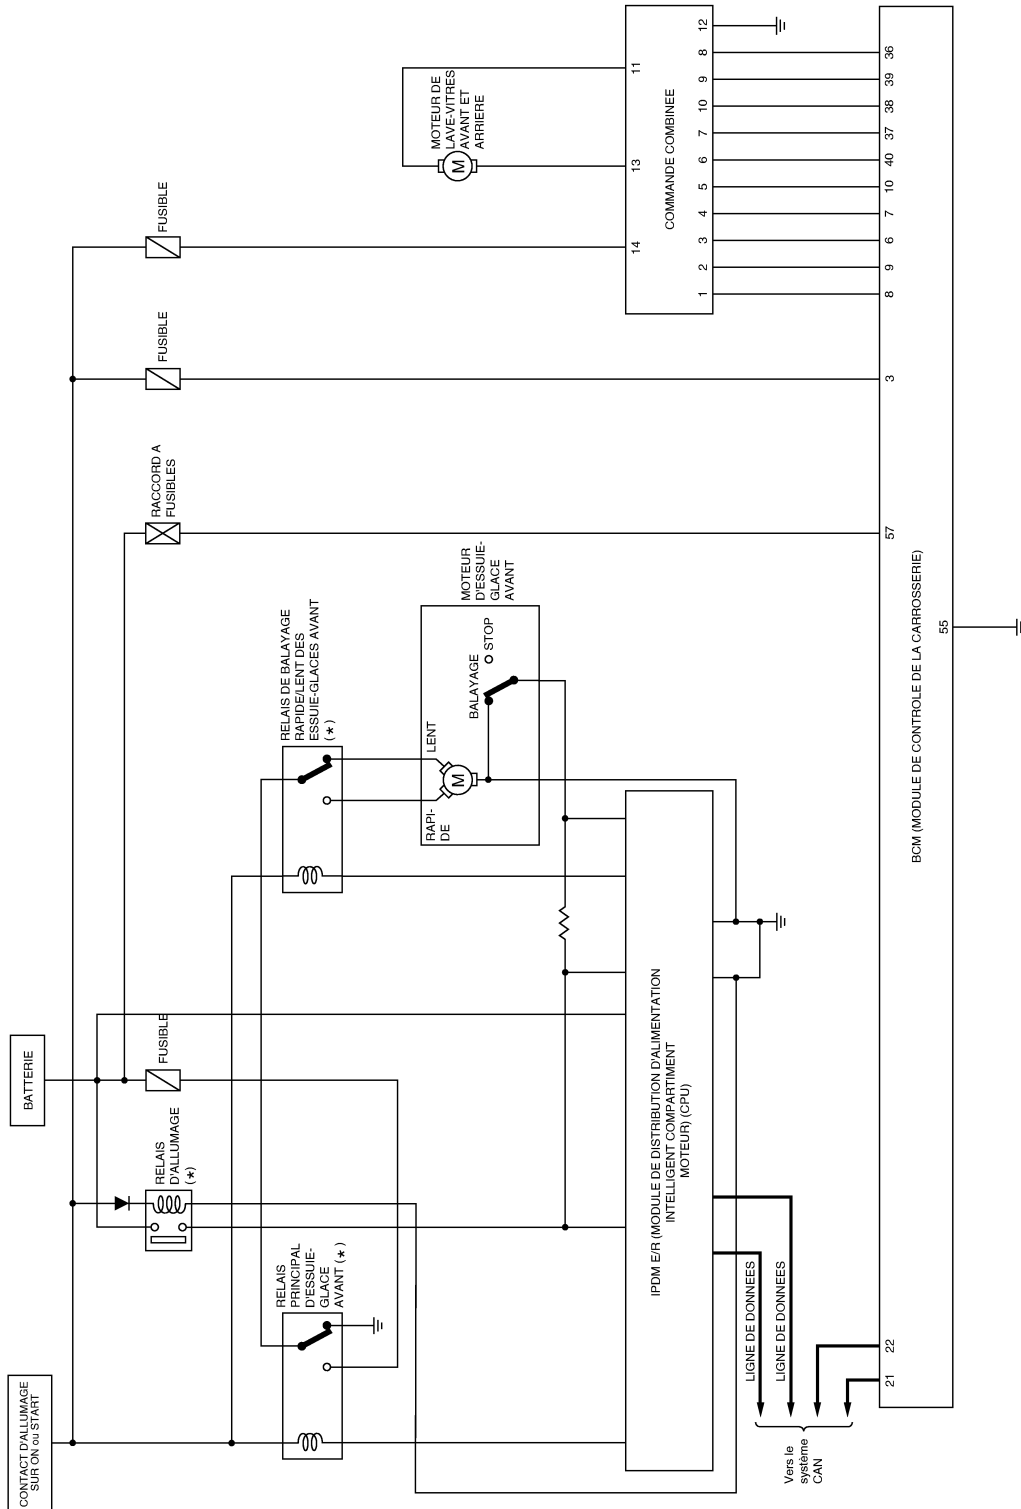 CONTACT D'ALLUMAGE
SUR ON ou START
BATTERIE
RELAIS
D'ALLUMAGE
(*)
FUSIBLE
RACCORD A
FUSIBLES
FUSIBLE
FUSIBLE
RELAIS
PRINCIPAL
D'ESSUIE-
GLACE
AVANT (*)
RELAIS DE BALAYAGE
RAPIDE/LENT DES
ESSUIE-GLACES AVANT
(*)
RAPI-
DE
LENT
M
BALAYAGE
STOP
MOTEUR
D'ESSUIE-
GLACE
AVANT
MOTEUR DE
LAVE-VITRES
AVANT ET
ARRIERE
M
14
13
11
COMMANDE COMBINEE
1
2
3
4
5
6
7
10
9
8
12
IPDM E/R (MODULE DE DISTRIBUTION D'ALIMENTATION
INTELLIGENT COMPARTIMENT
MOTEUR) (CPU)
LIGNE DE DONNEES
LIGNE DE DONNEES
Vers le
système
CAN
21
22
57
3
8
9
6
7
10
40
37
38
39
36
BCM (MODULE DE CONTROLE DE LA CARROSSERIE)
55